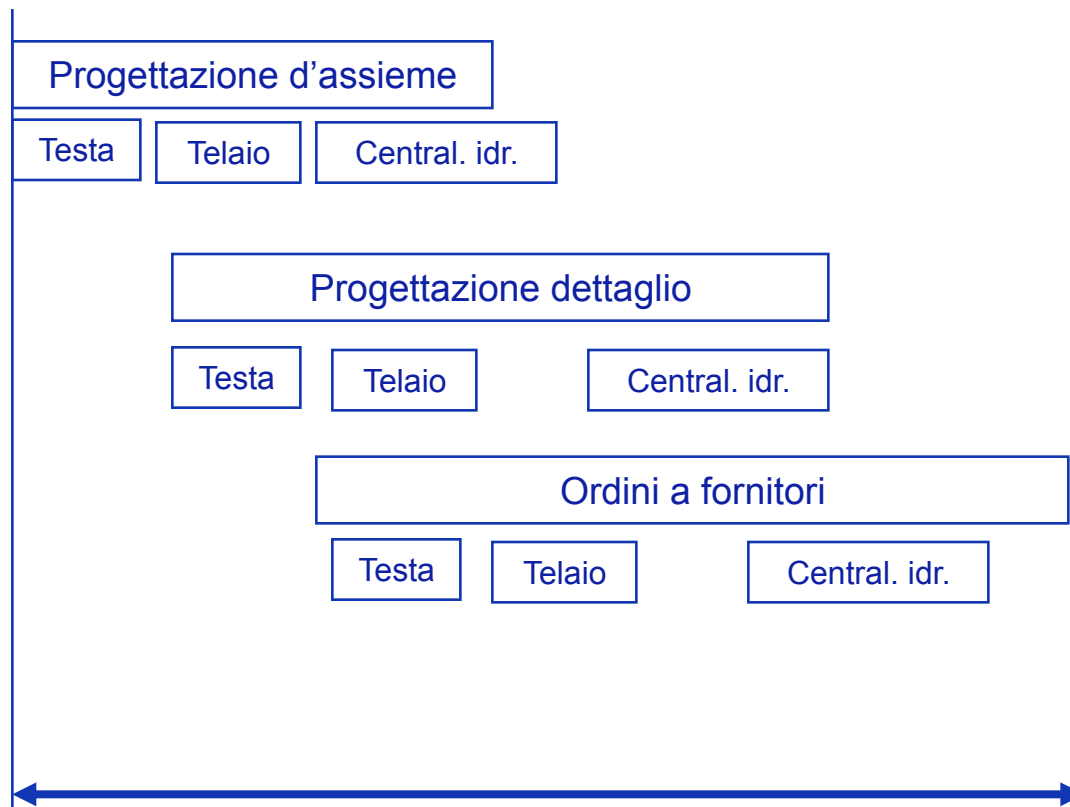 Progettazione d’assieme
Testa
Telaio
Central. idr.
Progettazione dettaglio
Testa
Telaio
Central. idr.
Ordini a fornitori
Testa
Telaio
Central. idr.